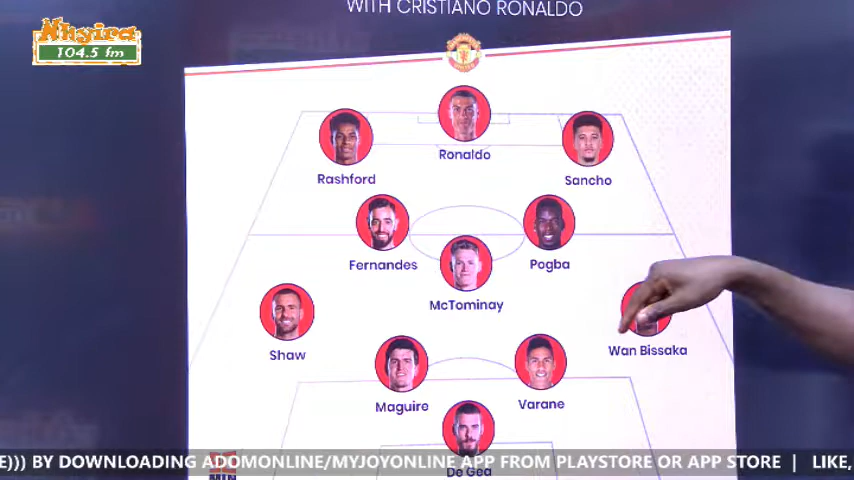 WITH CRISTIANO RONALDO
Nhyira
104.5 fm
Ronaldo
Rashford
Sancho
Fernandes
Pogba
McTominay
Shaw
Wan Bissaka
Maguire
Varane
De Gea
E))) BY DOWNLOADING ADOMONLINE/MYJOYONLINE APP FROM PLAYSTORE OR APP STORE | LIKE,